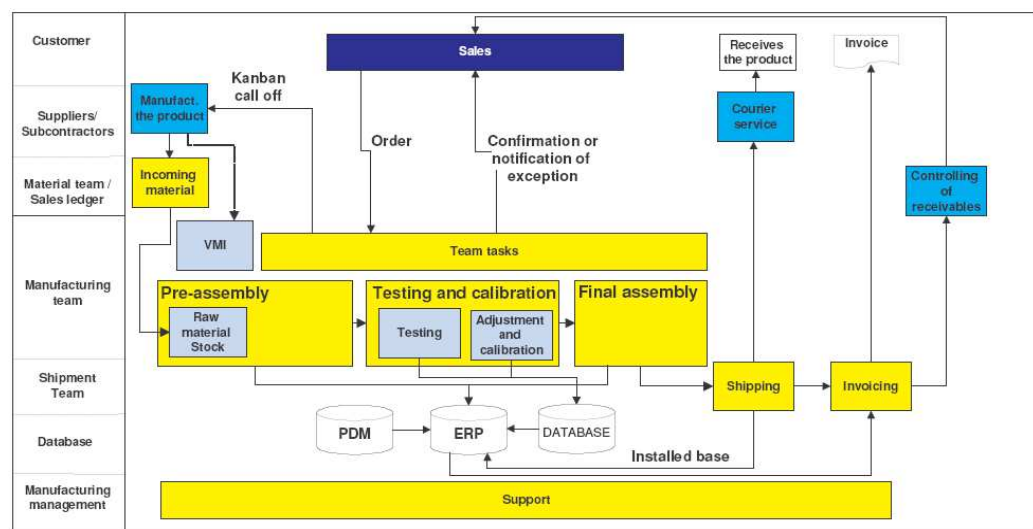 Customer
Suppliers/
Subcontractors
Material team /
Sales ledger
Manufacturing
team
Shipment
Team
Database
Manufacturing
management
Sales
Receives
the product
Invoice
Kanban
call off
Manufact.
the product
Courier
service
Order
Confirmation or
notification of
exception
Incoming
material
Controlling
of
receivables
VMI
Team tasks
Pre-assembly
Raw
material
Stock
Testing and calibration
Testing
Adjustment
and
calibration
Final assembly
Shipping
Invoicing
PDM
ERP
DATABASE
Installed base
Support